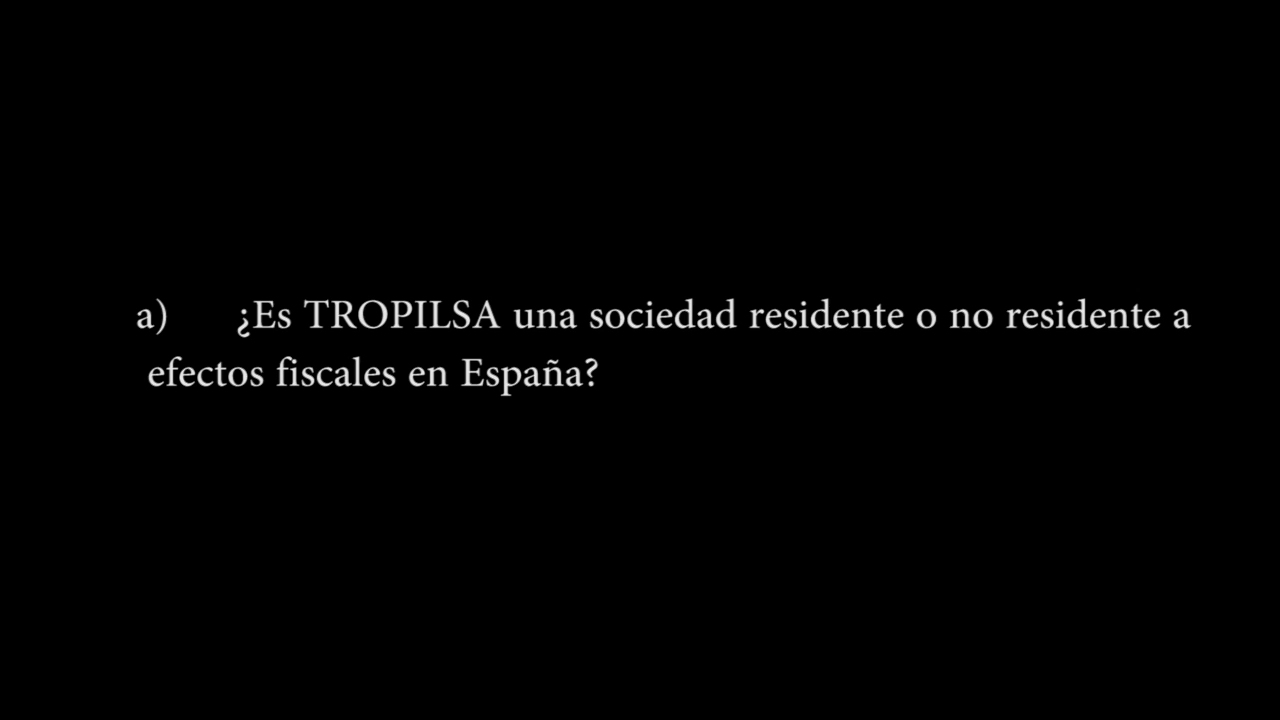 a) ¿Es TROPILSA una sociedad residente o no residente a
efectos fiscales en España?